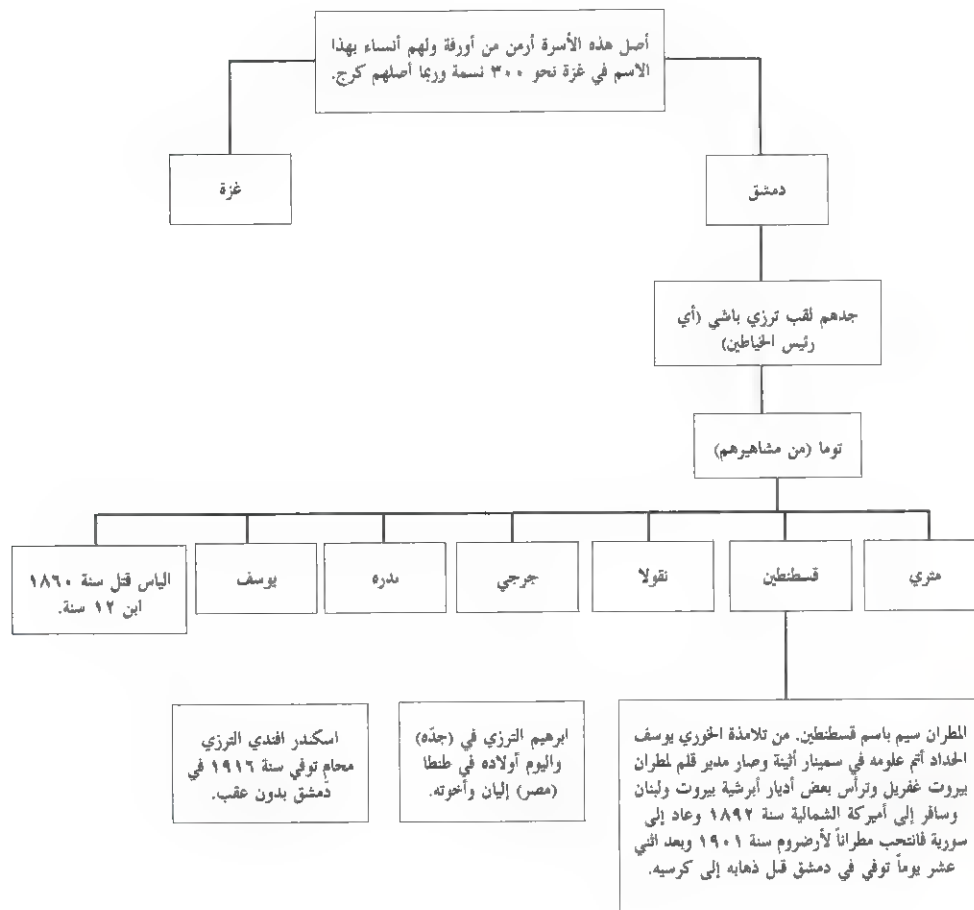 أصل هذه الأسرة أرمن من أورفة ولهم أنسباء بهذا
الاسم في غزة نحو ٣٠٠ نسمة وربما أصلهم كرج.
دمشق
غزة
جدهم لقب ترزي باشي (أي
رئيس الخياطين)
توما (من مشاهيرهم)
متري
قسطنطين
نقولا
جرجي
ندره
يوسف
الياس قتل سنة ١٨٦٠
ابن ١٢ سنة.
المطران سيم باسم قسطنطين. من تلامذة الخوري يوسف
الحداد أتم علومه في سمينار أثينة وصار مدير قلم لمطران
بيروت غفريل وترأس بعض أديار أبرشية بيروت ولبنان
وسافر إلى أميركة الشمالية سنة ١٨٩٢ وعاد إلى
سورية فانتخب مطراناً لأرضروم سنة ١٩٠١ وبعد اثني
عشر يوماً توفي في دمشق قبل ذهابه إلى كرسيه.
ابرهيم الترزي في (جدّه)
واليوم أولاده في طنطا
(مصر) إليان وأخوته.
اسكندر افندي الترزي
محامٍ توفي سنة ١٩١٦ في
دمشق بدون عقب.